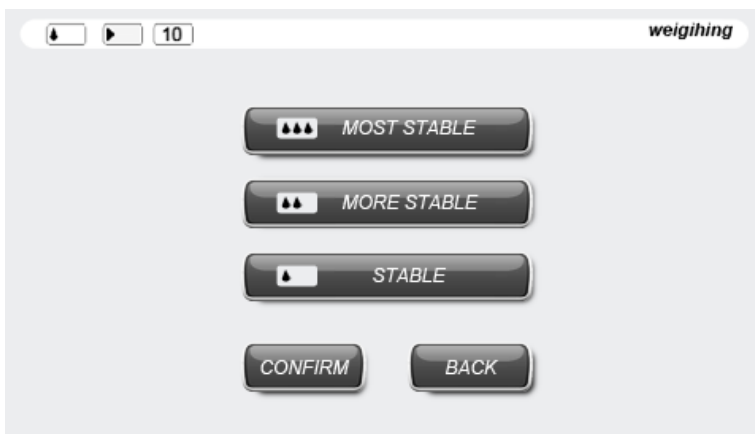 10 weigihing
MOST STABLE
MORE STABLE
STABLE
CONFIRM BACK